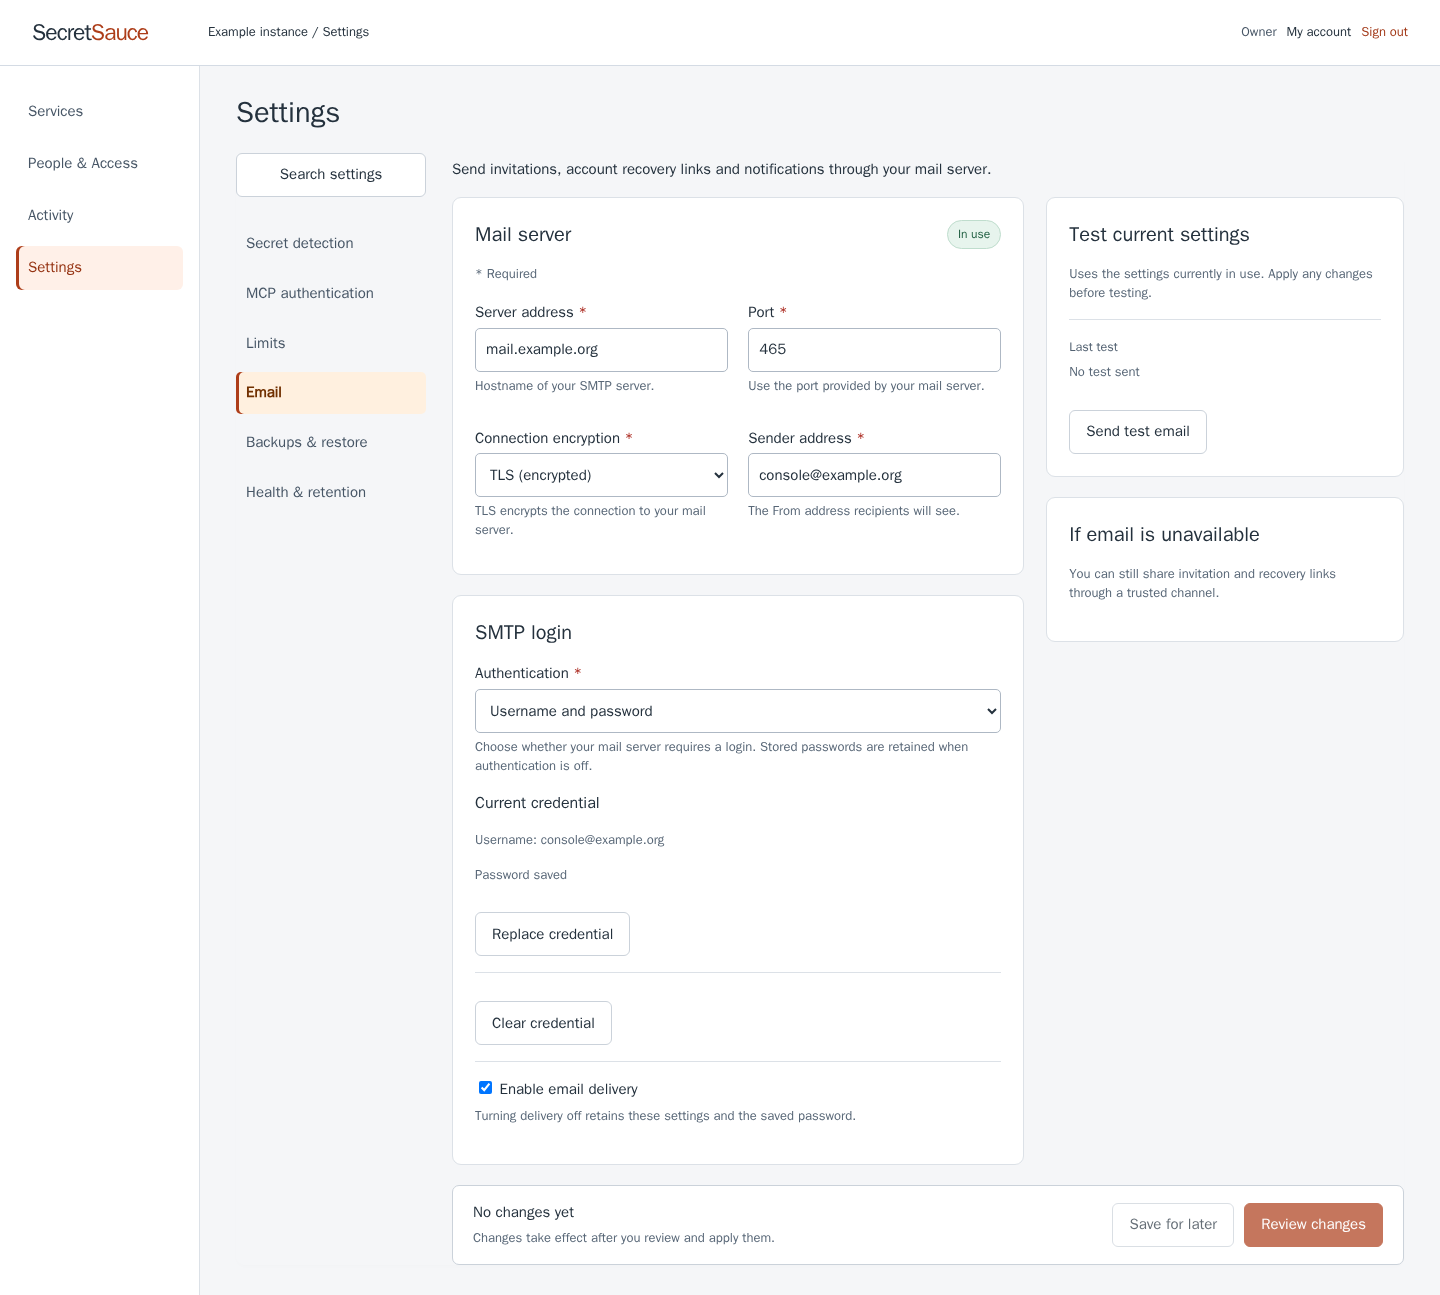 SecretSauce
Example instance / Settings
Owner My account Sign out
Services
People & Access
Activity
Settings
Settings
Search settings
Secret detection
MCP authentication
Limits
Email
Backups & restore
Health & retention
Send invitations, account recovery links and notifications through your mail server.
Mail server
In use
* Required
Server address *
mail.example.org
Hostname of your SMTP server.
Port *
465
Use the port provided by your mail server.
Connection encryption *
TLS (encrypted)
TLS encrypts the connection to your mail
server.
Sender address *
console@example.org
The From address recipients will see.
SMTP login
Authentication *
Username and password
Choose whether your mail server requires a login. Stored passwords are retained when
authentication is off.
Current credential
Username: console@example.org
Password saved
Replace credential
Clear credential
Enable email delivery
Turning delivery off retains these settings and the saved password.
Test current settings
Uses the settings currently in use. Apply any changes
before testing.
Last test
No test sent
Send test email
If email is unavailable
You can still share invitation and recovery links
through a trusted channel.
No changes yet
Changes take effect after you review and apply them.
Save for later
Review changes